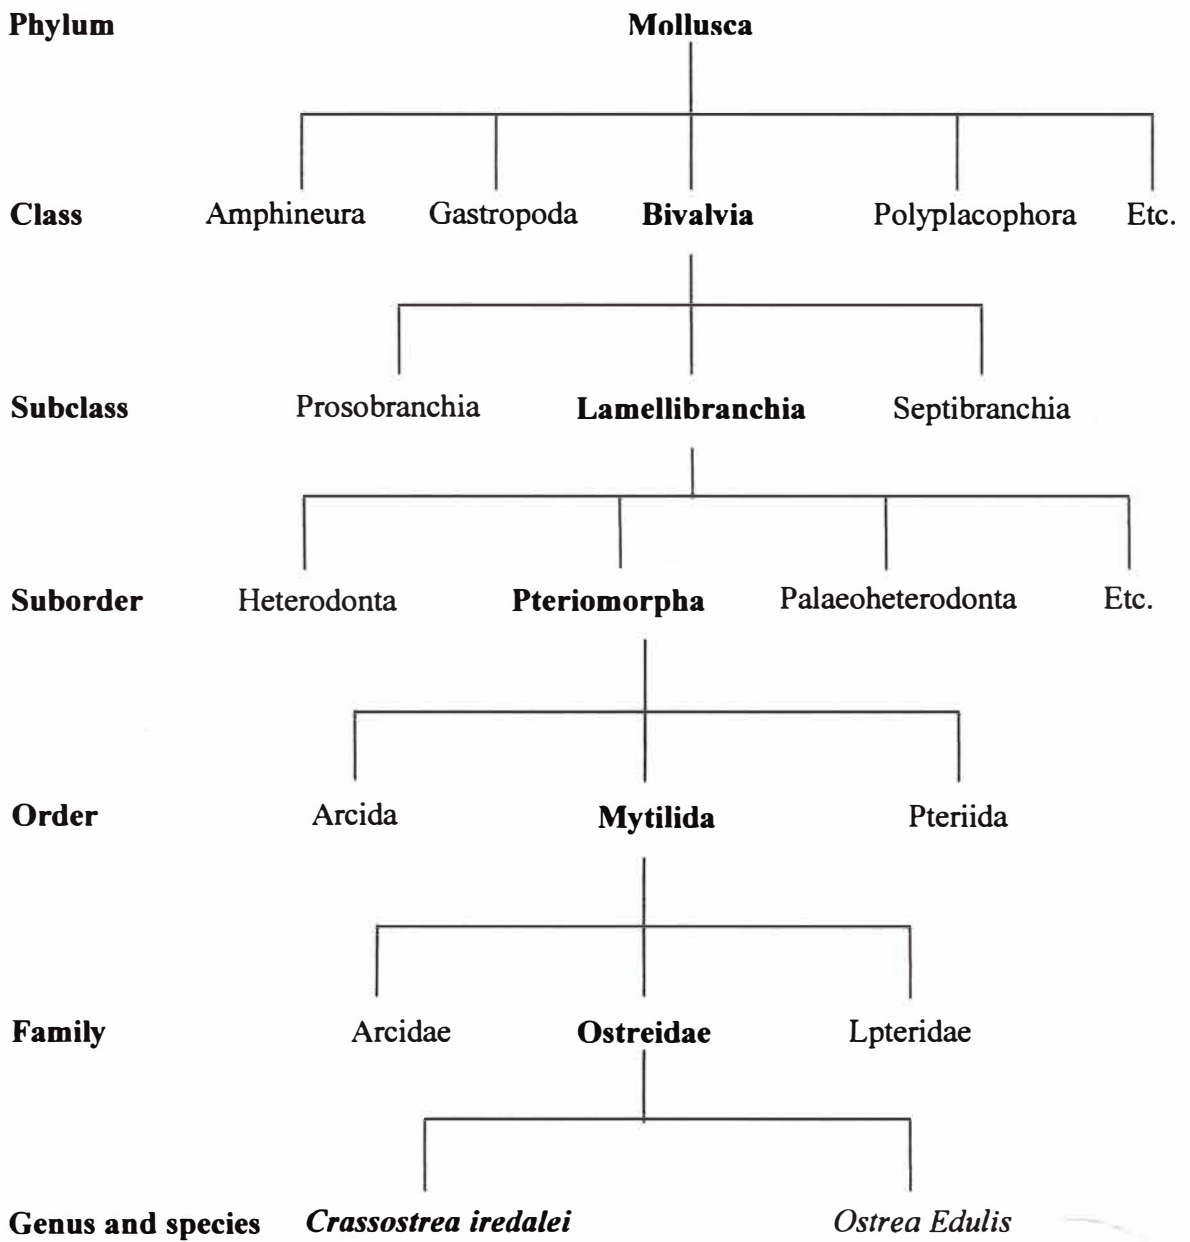 Phylum Mollusca
Class Amphineura Gastropoda Bivalvia Polyplacophora Etc.
Subclass Prosobranchia Lamellibranchia Septibranchia
Suborder Heterodonta Pteriomorpha Palaeoheterodonta Etc.
Order Arcida Mytilida Pteriida
Family Arcidae Ostreidae Lpteridae
Genus and species Crassostrea iredalei Ostrea Edulis